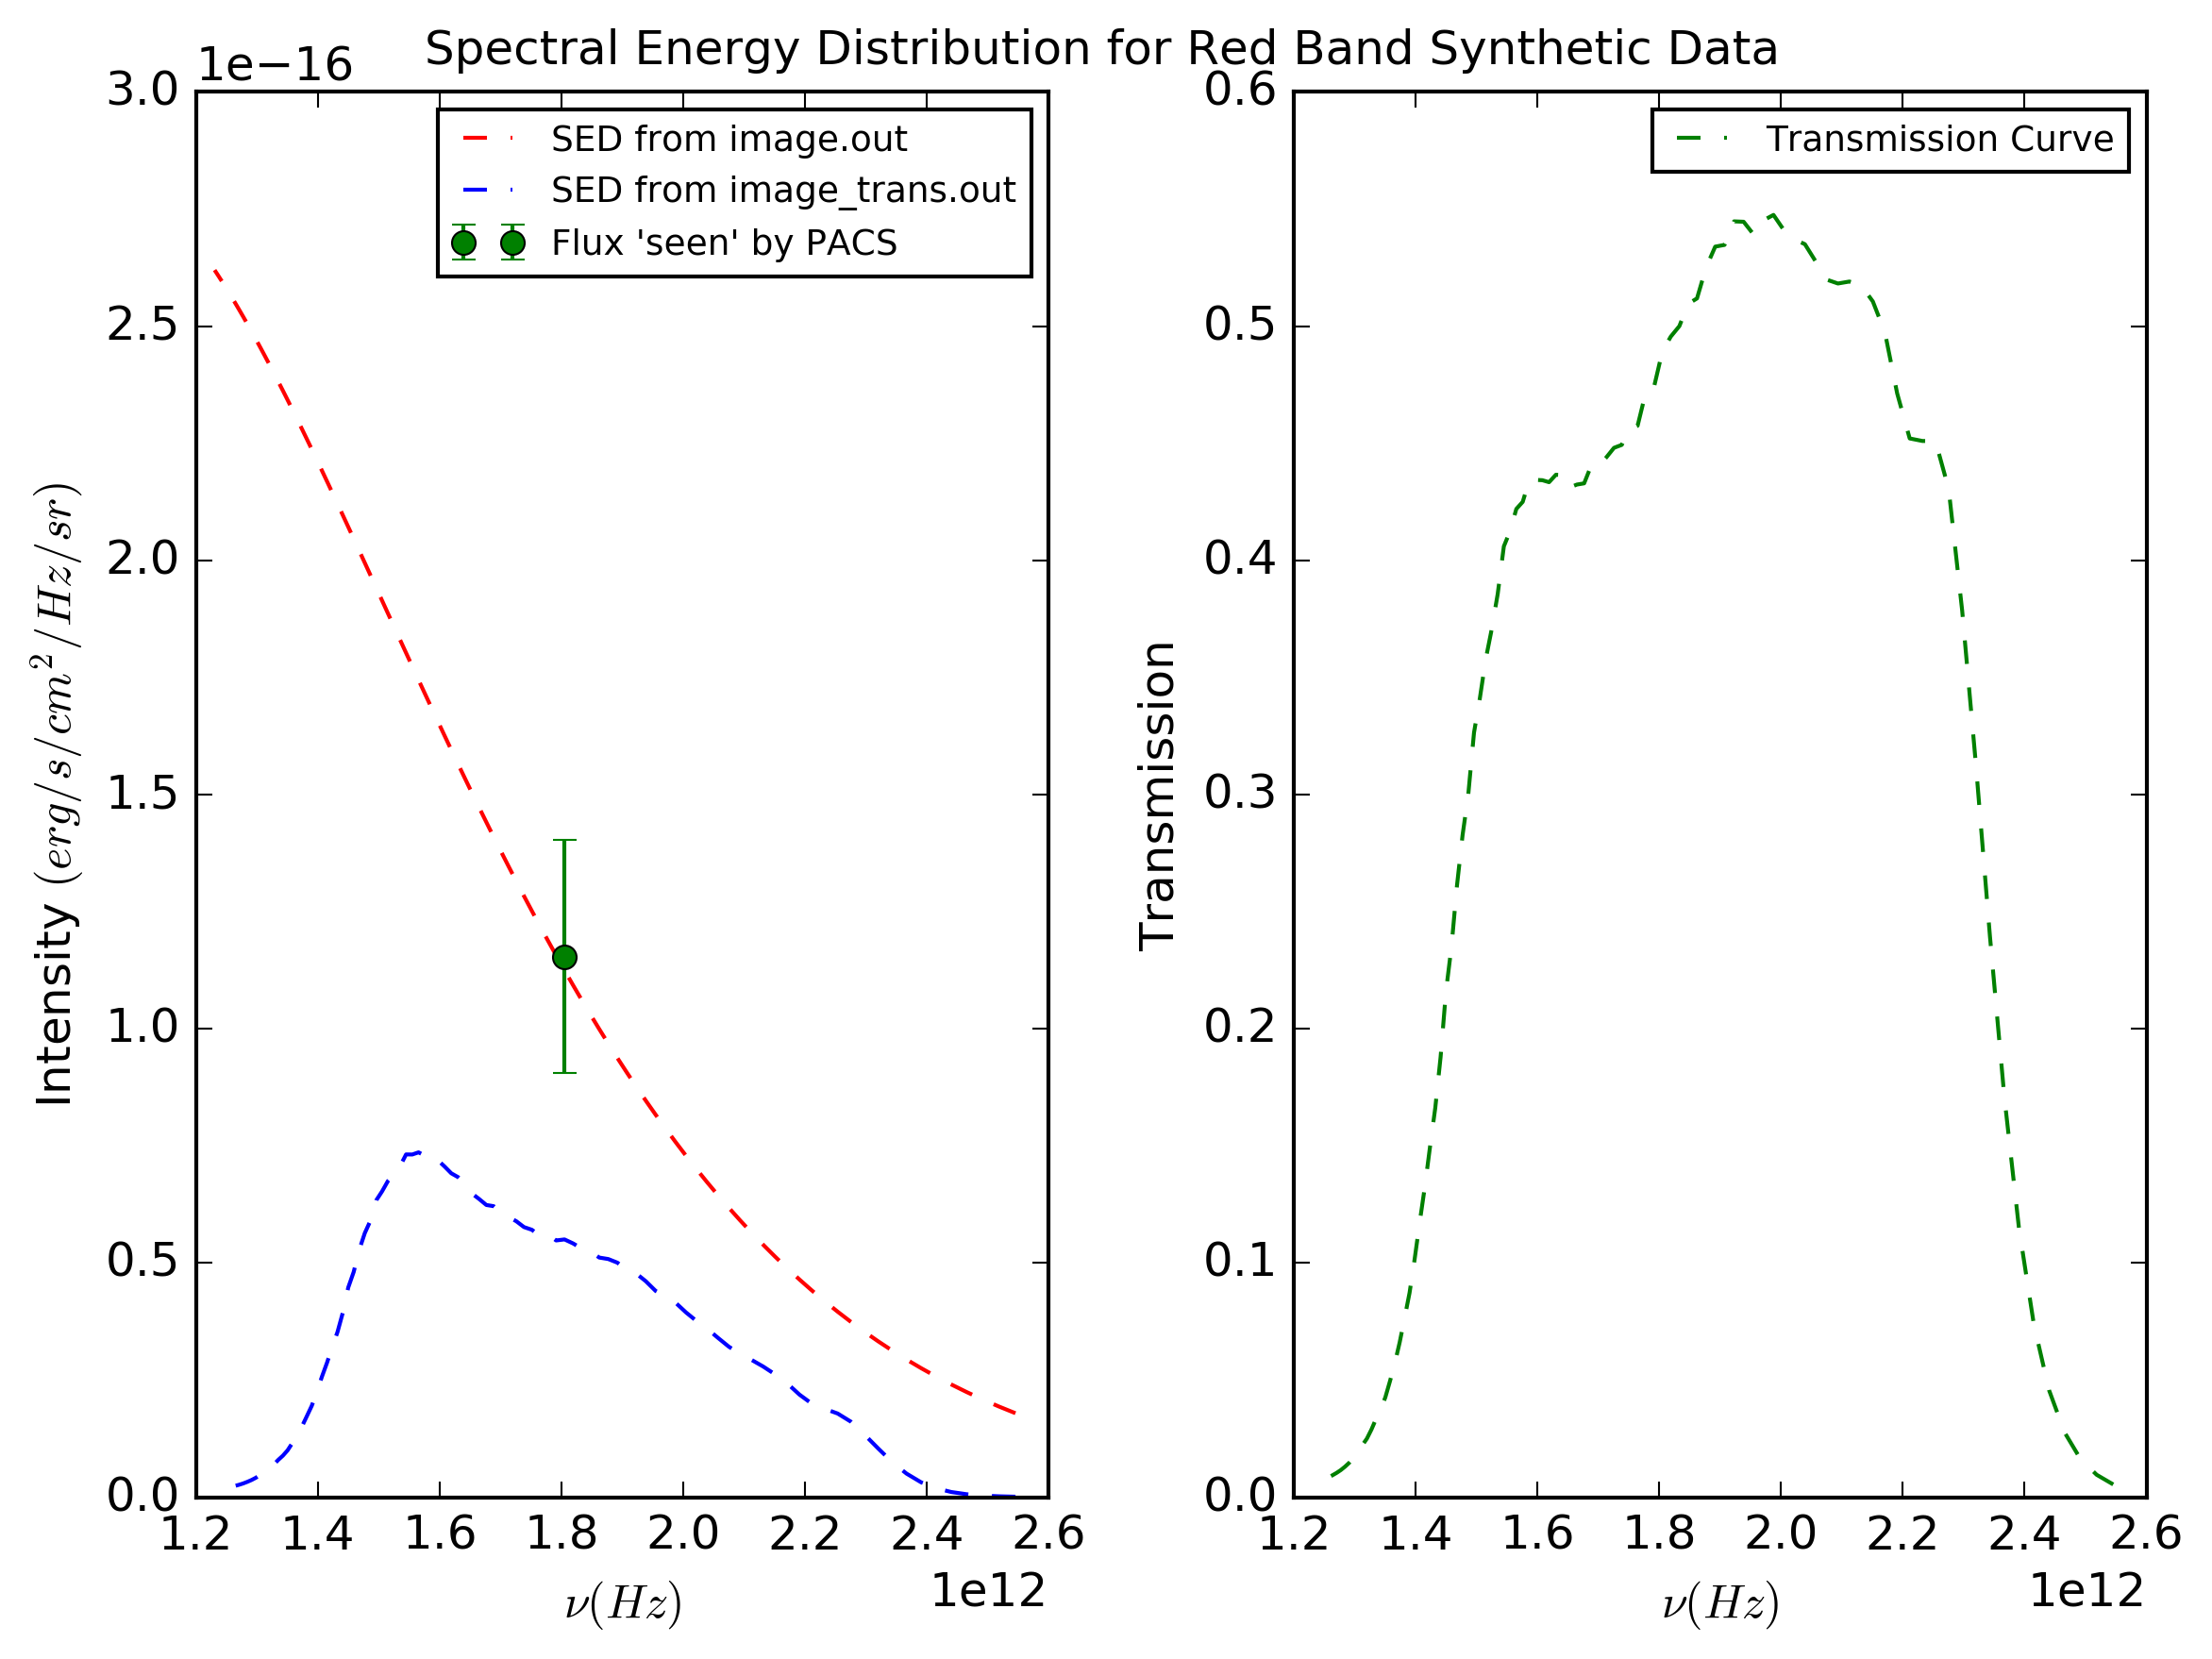 Spectral Energy Distribution for Red Band Synthetic Data
1e−16
3.0
2.5
2.0
1.5
1.0
0.5
0.0
Intensity (erg/s/cm²/Hz/sr)
SED from image.out
SED from image_trans.out
Flux 'seen' by PACS
1.2 1.4 1.6 1.8 2.0 2.2 2.4 2.6
1e12
ν(Hz)
0.6
0.5
0.4
0.3
0.2
0.1
0.0
Transmission
Transmission Curve
1.2 1.4 1.6 1.8 2.0 2.2 2.4 2.6
1e12
ν(Hz)